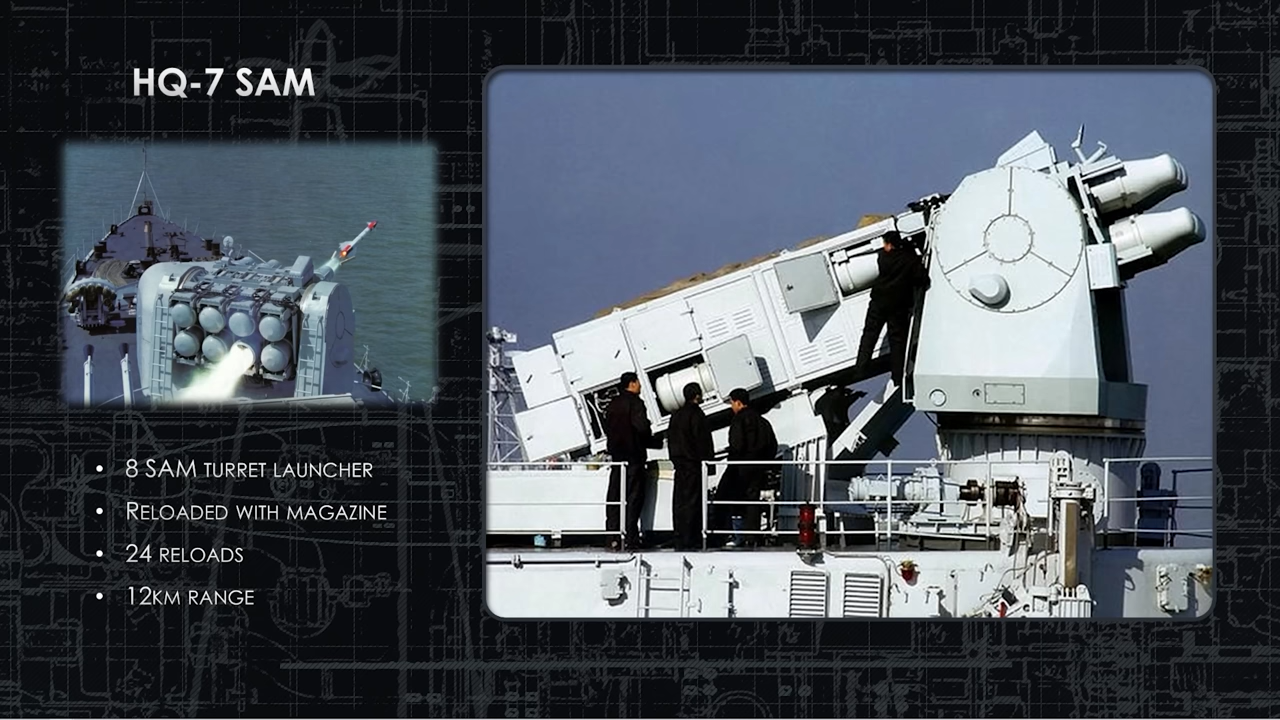 HQ-7 SAM
• 8 SAM TURRET LAUNCHER
• RELOADED WITH MAGAZINE
• 24 RELOADS
• 12KM RANGE